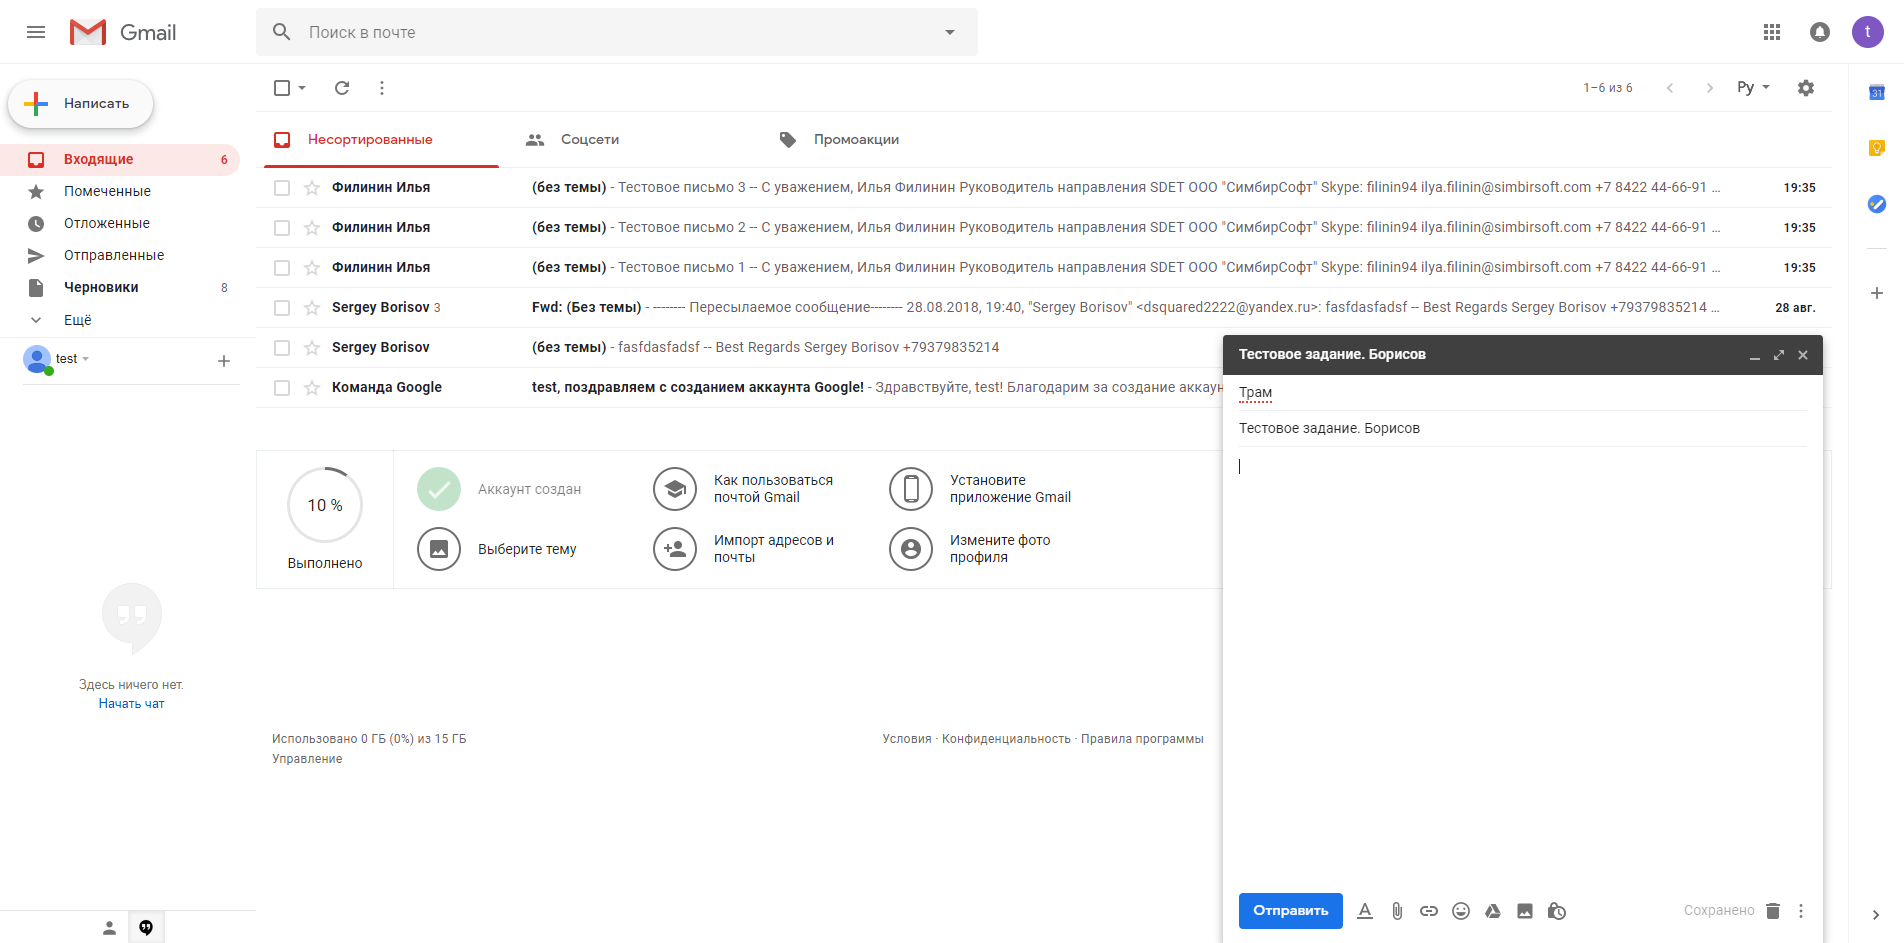 Gmail
Поиск в почте
t
Написать
1–6 из 6
Ру
31
Входящие 6
Помеченные
Отложенные
Отправленные
Черновики 8
Ещё
test
Здесь ничего нет.
Начать чат
Несортированные
Соцсети
Промоакции
Филинин Илья (без темы) - Тестовое письмо 3 -- С уважением, Илья Филинин Руководитель направления SDET ООО "СимбирСофт" Skype: filinin94 ilya.filinin@simbirsoft.com +7 8422 44-66-91 … 19:35
Филинин Илья (без темы) - Тестовое письмо 2 -- С уважением, Илья Филинин Руководитель направления SDET ООО "СимбирСофт" Skype: filinin94 ilya.filinin@simbirsoft.com +7 8422 44-66-91 … 19:35
Филинин Илья (без темы) - Тестовое письмо 1 -- С уважением, Илья Филинин Руководитель направления SDET ООО "СимбирСофт" Skype: filinin94 ilya.filinin@simbirsoft.com +7 8422 44-66-91 … 19:35
Sergey Borisov 3 Fwd: (Без темы) - -------- Пересылаемое сообщение-------- 28.08.2018, 19:40, "Sergey Borisov" <dsquared2222@yandex.ru>: fasfdasfadsf -- Best Regards Sergey Borisov +79379835214 … 28 авг.
Sergey Borisov (без темы) - fasfdasfadsf -- Best Regards Sergey Borisov +79379835214
Команда Google test, поздравляем с созданием аккаунта Google! - Здравствуйте, test! Благодарим за создание аккаун
10 %
Выполнено
Аккаунт создан
Как пользоваться
почтой Gmail
Установите
приложение Gmail
Выберите тему
Импорт адресов и
почты
Измените фото
профиля
Использовано 0 ГБ (0%) из 15 ГБ
Управление
Условия · Конфиденциальность · Правила программы
Тестовое задание. Борисов
Трам
Тестовое задание. Борисов
Отправить
Сохранено